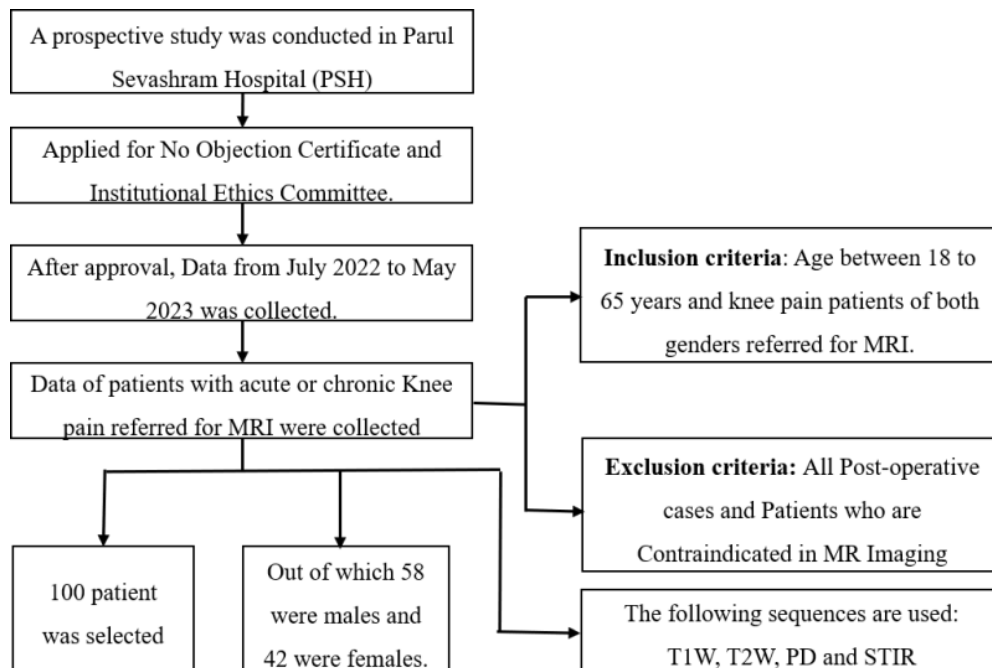 A prospective study was conducted in Parul
Sevashram Hospital (PSH)
Applied for No Objection Certificate and
Institutional Ethics Committee.
After approval, Data from July 2022 to May
2023 was collected.
Data of patients with acute or chronic Knee
pain referred for MRI were collected
Inclusion criteria: Age between 18 to
65 years and knee pain patients of both
genders referred for MRI.
Exclusion criteria: All Post-operative
cases and Patients who are
Contraindicated in MR Imaging
100 patient
was selected
Out of which 58
were males and
42 were females.
The following sequences are used:
T1W, T2W, PD and STIR